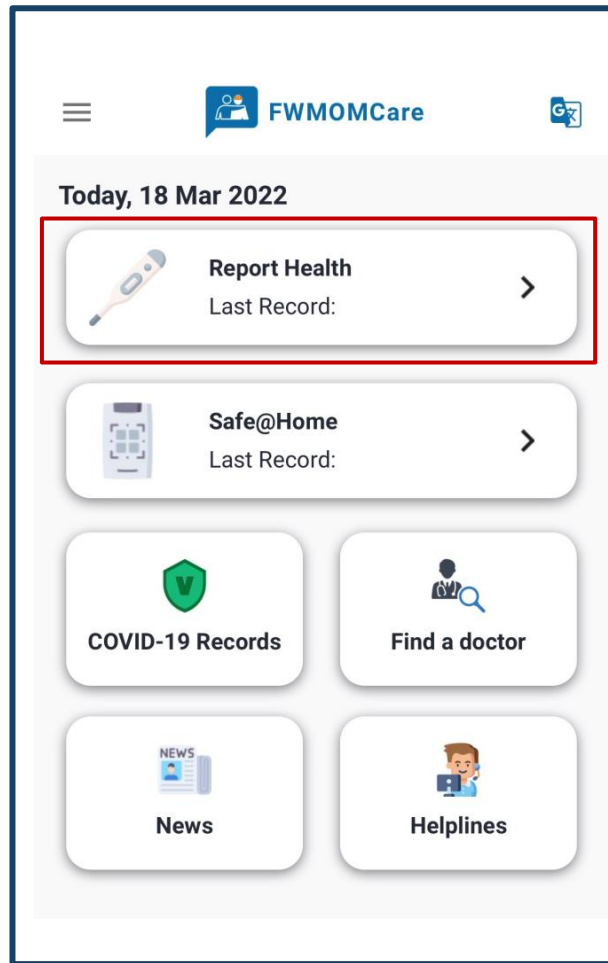 FWMOMCare
Today, 18 Mar 2022
Report Health
Last Record:
Safe@Home
Last Record:
V
COVID-19 Records
Find a doctor
NEWS
News
Helplines